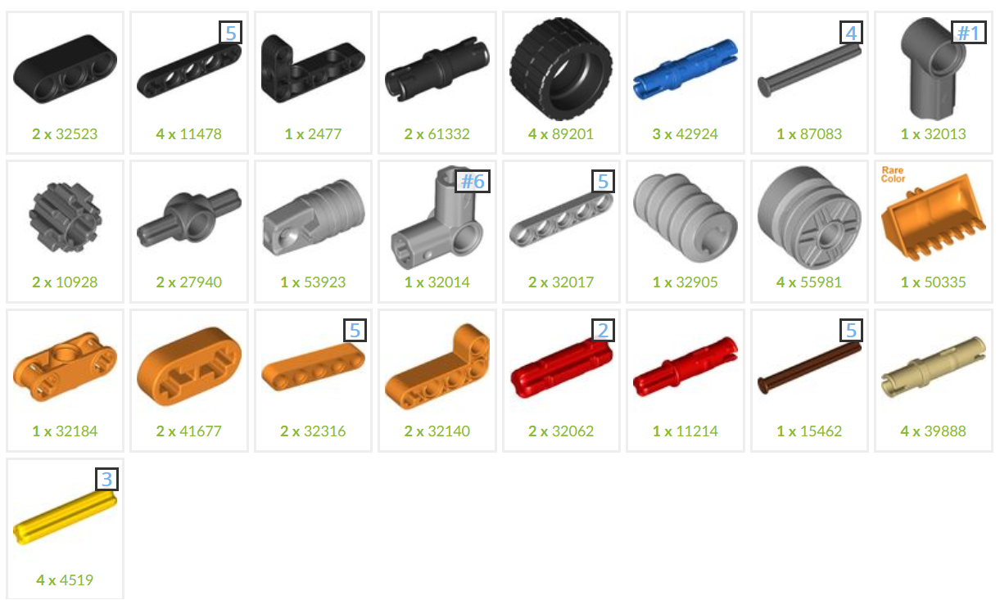 5 4 #1
2 x 32523 4 x 11478 1 x 2477 2 x 61332 4 x 89201 3 x 42924 1 x 87083 1 x 32013
#6 5 Rare
Color
2 x 10928 2 x 27940 1 x 53923 1 x 32014 2 x 32017 1 x 32905 4 x 55981 1 x 50335
5 2 5
1 x 32184 2 x 41677 2 x 32316 2 x 32140 2 x 32062 1 x 11214 1 x 15462 4 x 39888
3
4 x 4519